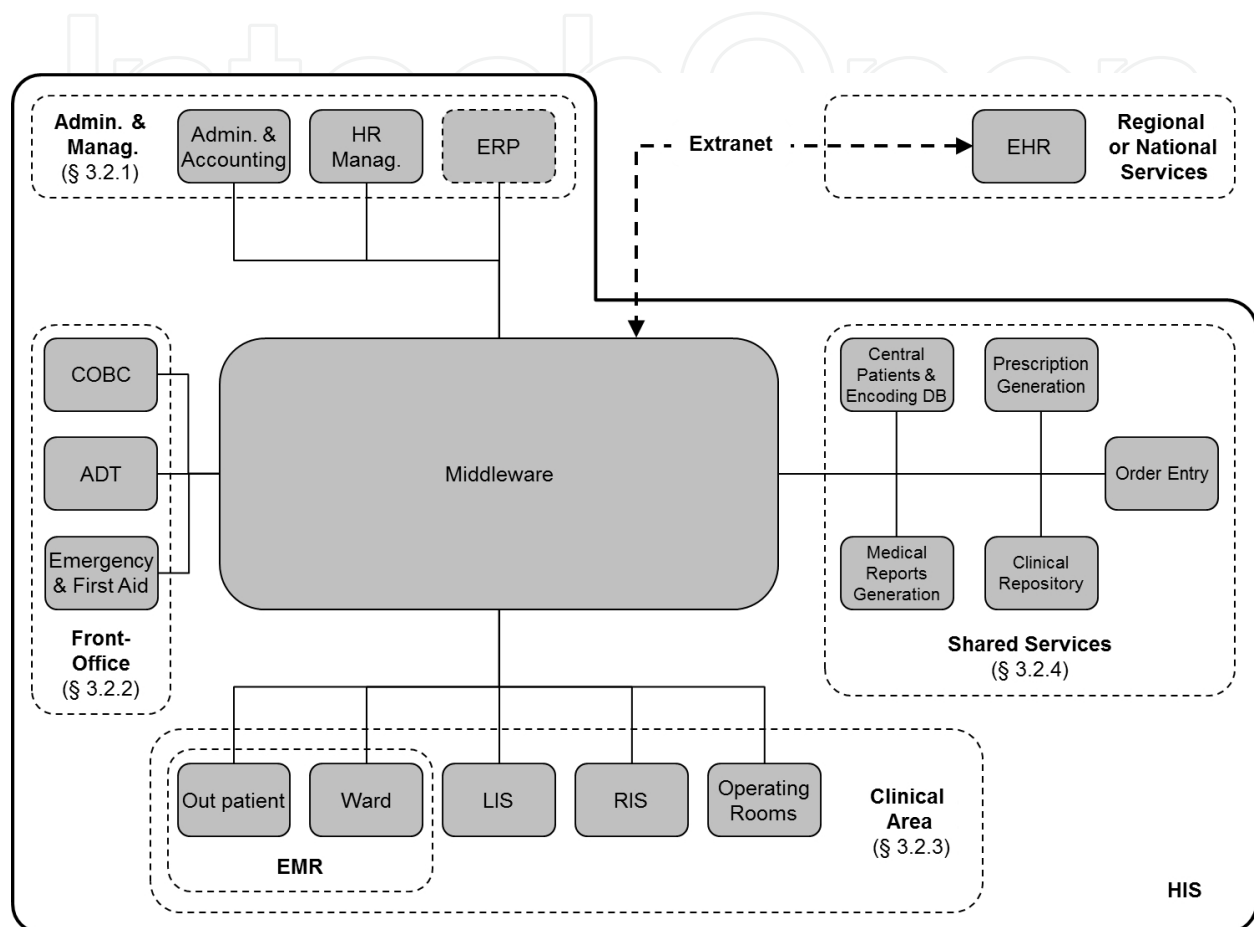 IntechOpen
Admin. &
Manag.
(§ 3.2.1)
Admin. &
Accounting
HR
Manag.
ERP
Extranet
EHR
Regional
or National
Services
COBC
ADT
Emergency
& First Aid
Front-
Office
(§ 3.2.2)
Middleware
Central
Patients &
Encoding DB
Prescription
Generation
Order Entry
Medical
Reports
Generation
Clinical
Repository
Shared Services
(§ 3.2.4)
Out patient
Ward
LIS
RIS
Operating
Rooms
EMR
Clinical
Area
(§ 3.2.3)
HIS